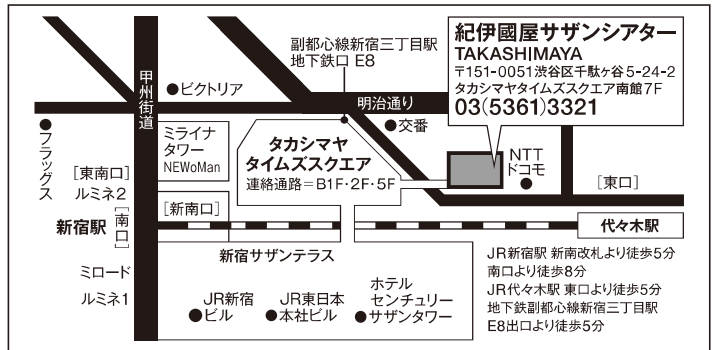 紀伊國屋サザンシアター
TAKASHIMAYA
〒151-0051渋谷区千駄ヶ谷5-24-2
タカシマヤタイムズスクエア南館7F
03(5361)3321
副都心線新宿三丁目駅
地下鉄口 E8
甲州街道
●ビクトリア
明治通り
●交番
●フラッグス
ミライナ
タワー
NEWoMan
タカシマヤ
タイムズスクエア
連絡通路=B1F・2F・5F
NTT
ドコモ
●
[東口]
[東南口]
ルミネ2
新宿駅
[南口]
[新南口]
代々木駅
新宿サザンテラス
ミロード
ルミネ1
JR新宿
●ビル
JR東日本
●本社ビル
ホテル
センチュリー
●サザンタワー
JR新宿駅 新南改札より徒歩5分
南口より徒歩8分
JR代々木駅 東口より徒歩5分
地下鉄副都心線新宿三丁目駅
E8出口より徒歩5分